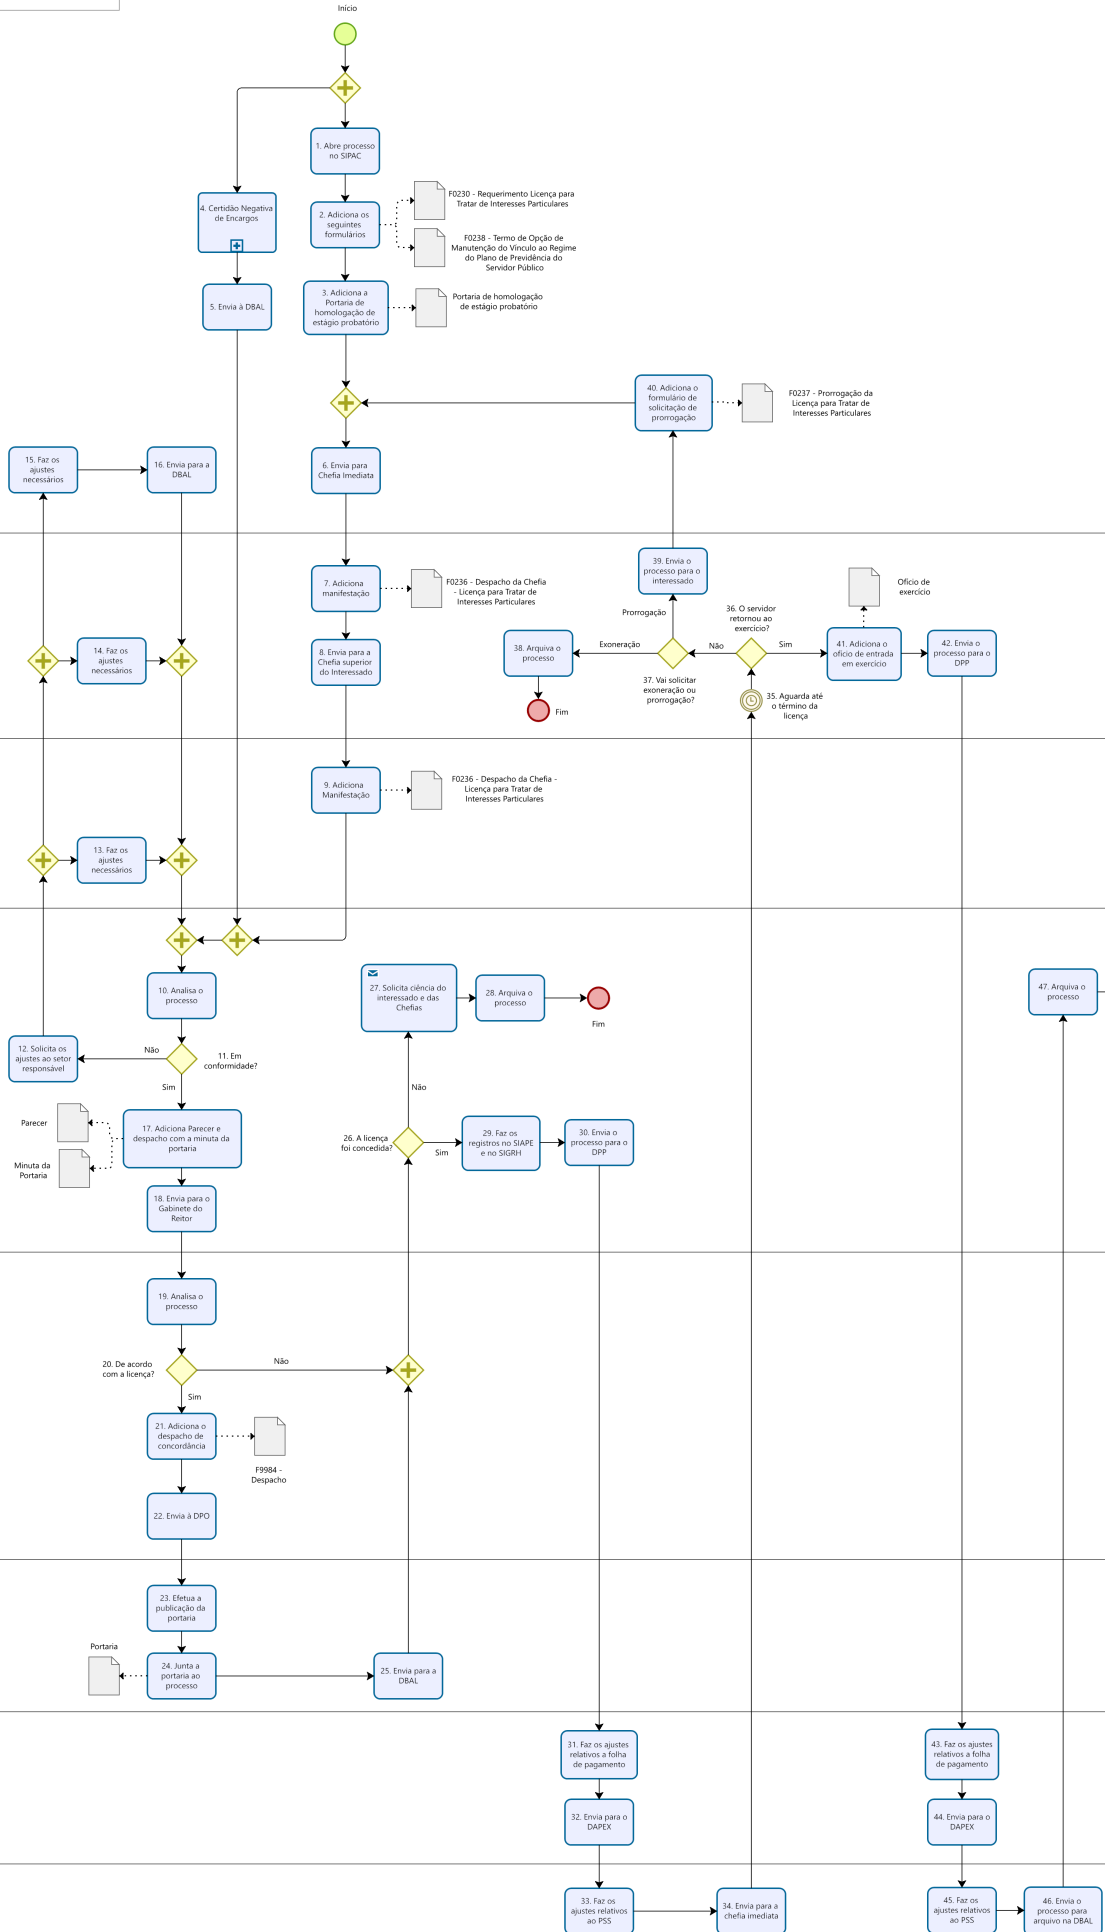 Início
1. Abre processo
no SIPAC
4. Certidão Negativa
de Encargos
2. Adiciona os
seguintes
formulários
F0230 - Requerimento Licença para
Tratar de Interesses Particulares
F0238 - Termo de Opção de
Manutenção do Vínculo ao Regime
do Plano de Previdência do
Servidor Público
5. Envia à DBAL
3. Adiciona a
Portaria de
homologação de
estágio probatório
Portaria de homologação
de estágio probatório
40. Adiciona o
formulário de
solicitação de
prorrogação
F0237 - Prorrogação da
Licença para Tratar de
Interesses Particulares
15. Faz os
ajustes
necessários
16. Envia para a
DBAL
6. Envia para
Chefia Imediata
7. Adiciona
manifestação
F0236 - Despacho da Chefia
- Licença para Tratar de
Interesses Particulares
39. Envia o
processo para o
interessado
Prorrogação
36. O servidor
retornou ao
exercício?
Ofício de
exercício
14. Faz os
ajustes
necessários
8. Envia para a
Chefia superior
do Interessado
38. Arquiva o
processo
Exoneração
Não
Sim
41. Adiciona o
ofício de entrada
em exercício
42. Envia o
processo para o
DPP
37. Vai solicitar
exoneração ou
prorrogação?
35. Aguarda até
o término da
licença
Fim
9. Adiciona
Manifestação
F0236 - Despacho da Chefia -
Licença para Tratar de
Interesses Particulares
13. Faz os
ajustes
necessários
10. Analisa o
processo
27. Solicita ciência do
interessado e das
Chefias
28. Arquiva o
processo
Fim
47. Arquiva o
processo
12. Solicita os
ajustes ao setor
responsável
Não
11. Em
conformidade?
Sim
Não
Parecer
Minuta da
Portaria
17. Adiciona Parecer e
despacho com a minuta da
portaria
26. A licença
foi concedida?
Sim
29. Faz os
registros no SIAPE
e no SIGRH
30. Envia o
processo para o
DPP
18. Envia para o
Gabinete do
Reitor
19. Analisa o
processo
20. De acordo
com a licença?
Não
Sim
21. Adiciona o
despacho de
concordância
F9984 -
Despacho
22. Envia à DPO
23. Efetua a
publicação da
portaria
Portaria
24. Junta a
portaria ao
processo
25. Envia para a
DBAL
31. Faz os ajustes
relativos a folha
de pagamento
43. Faz os ajustes
relativos a folha
de pagamento
32. Envia para o
DAPEX
44. Envia para o
DAPEX
33. Faz os
ajustes relativos
ao PSS
34. Envia para a
chefia imediata
45. Faz os
ajustes relativos
ao PSS
46. Envia o
processo para
arquivo na DBAL